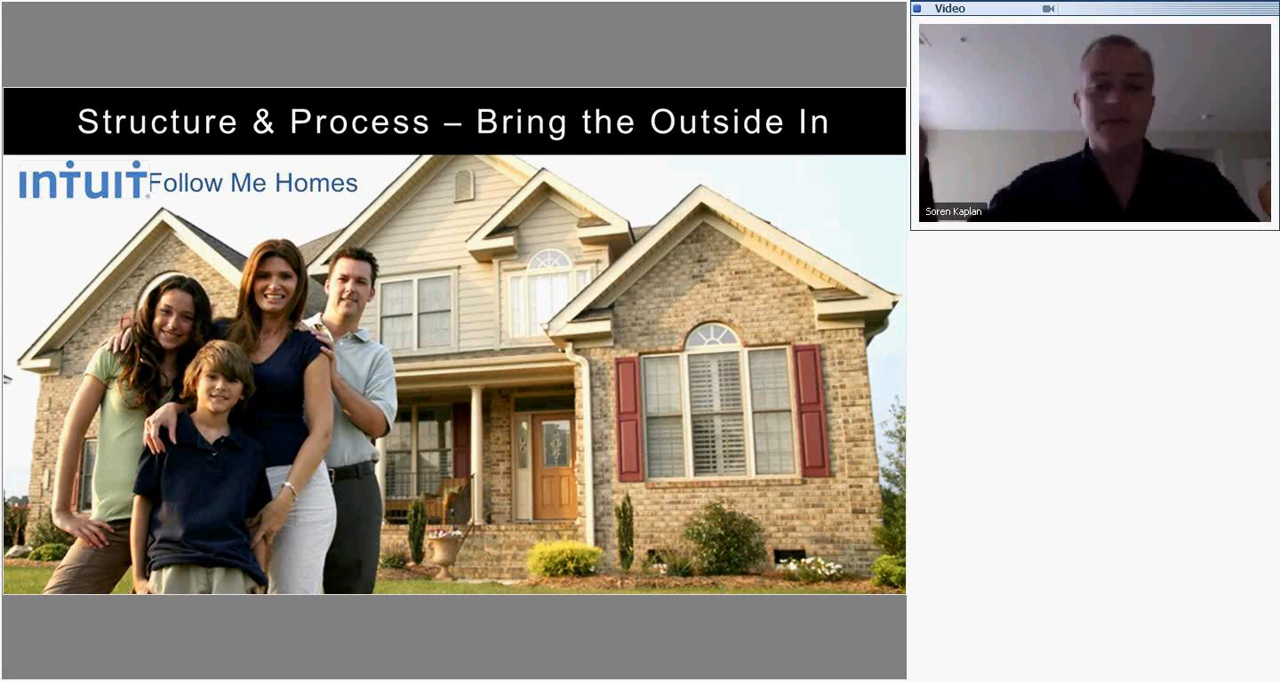 Video
Structure & Process – Bring the Outside In
INTUIT Follow Me Homes
Soren Kaplan